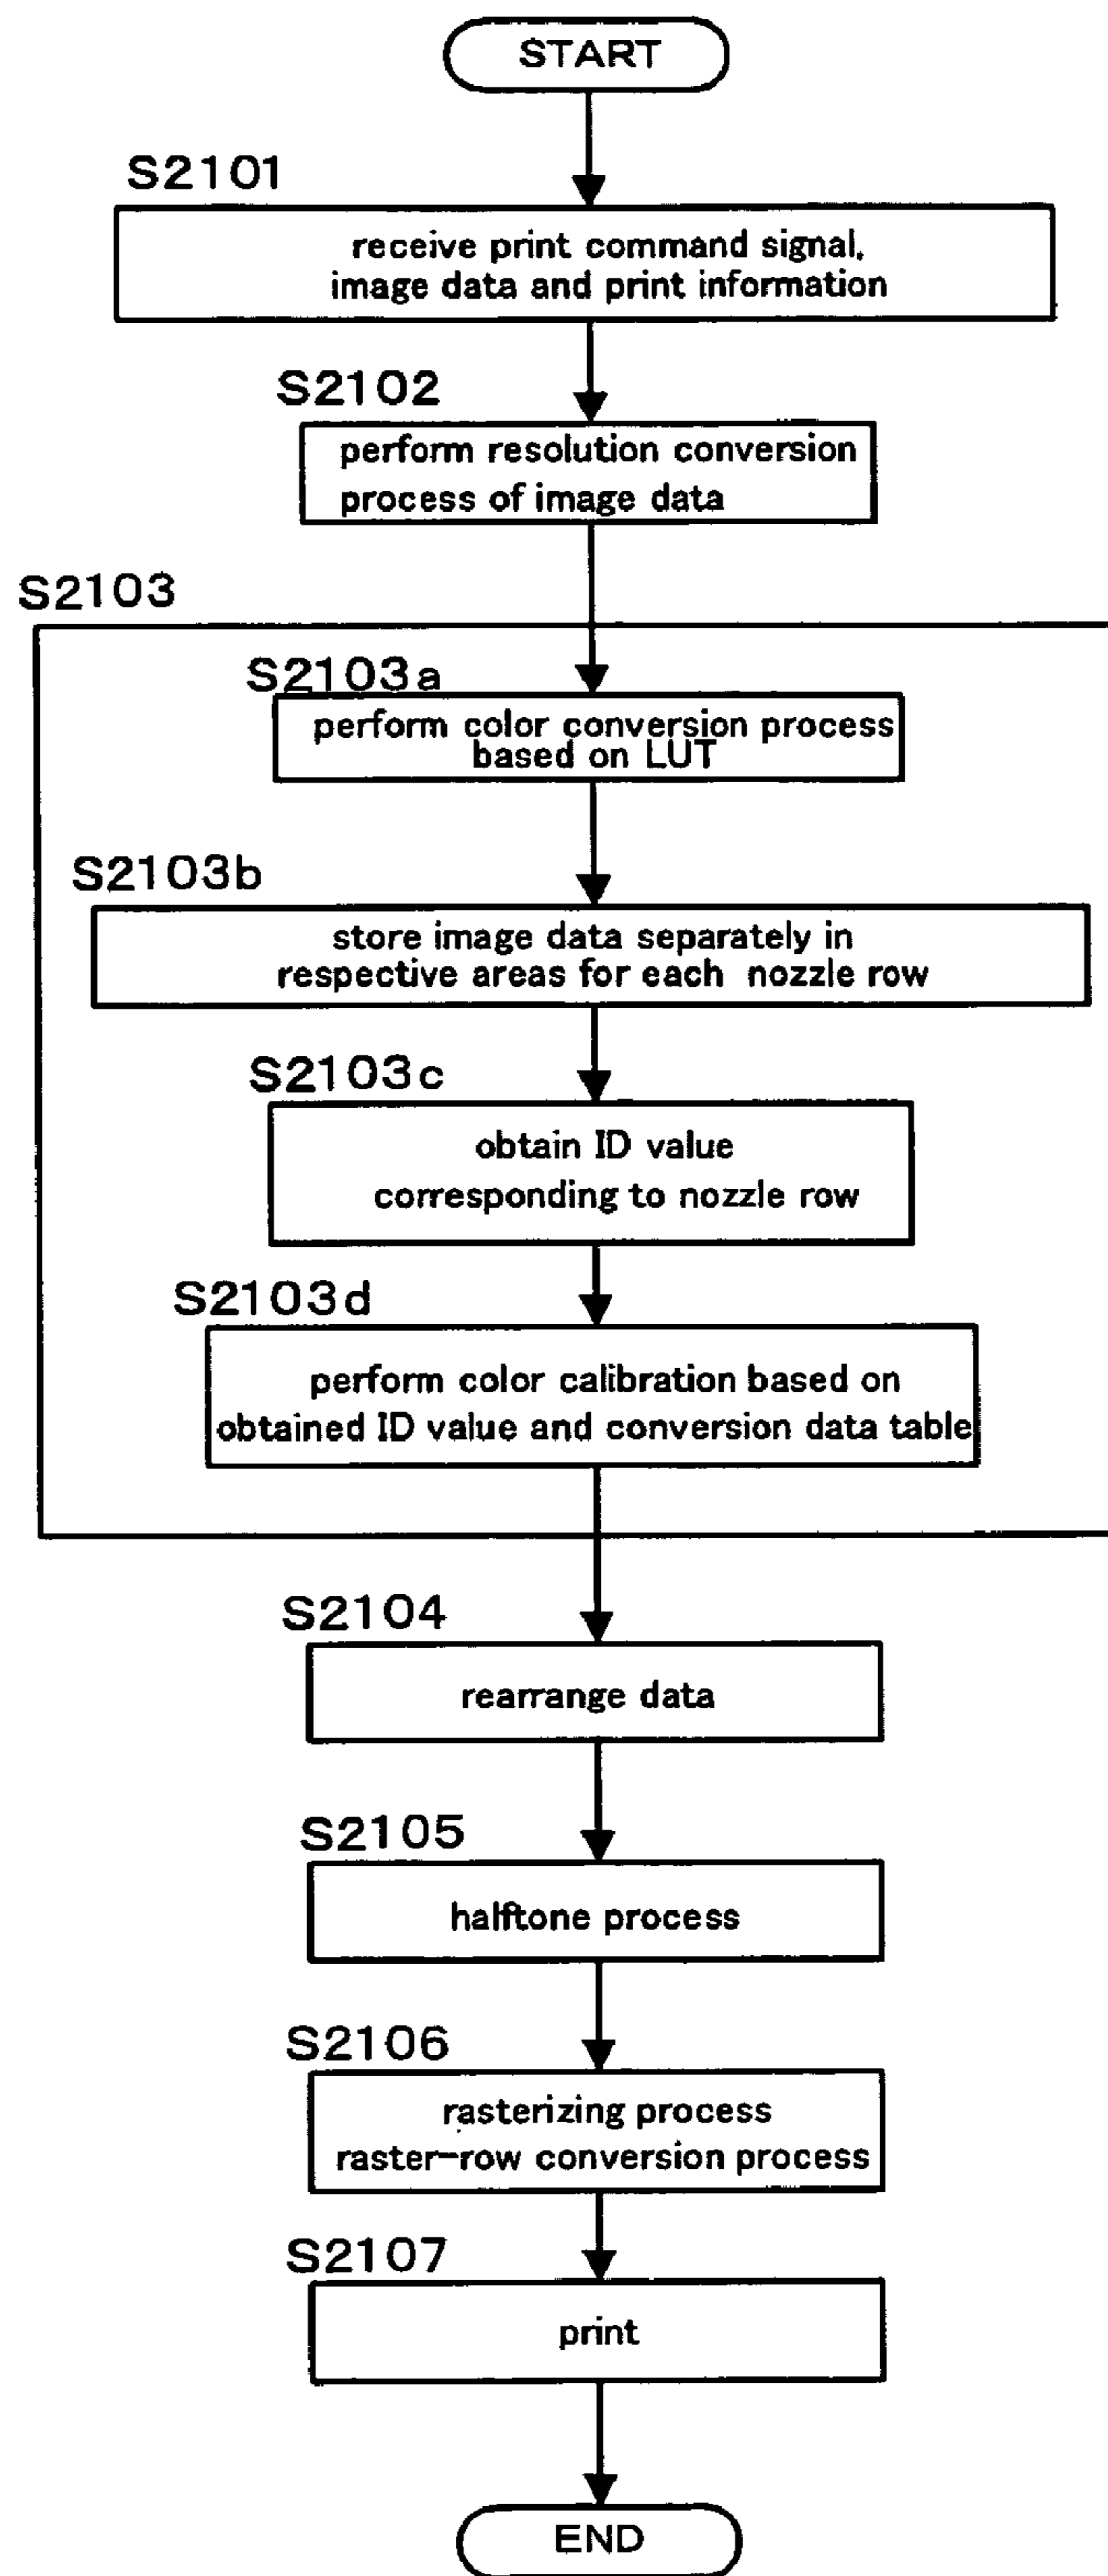 START
S2101
receive print command signal,
image data and print information
S2102
perform resolution conversion
process of image data
S2103
S2103a
perform color conversion process
based on LUT
S2103b
store image data separately in
respective areas for each nozzle row
S2103c
obtain ID value
corresponding to nozzle row
S2103d
perform color calibration based on
obtained ID value and conversion data table
S2104
rearrange data
S2105
halftone process
S2106
rasterizing process
raster-row conversion process
S2107
print
END